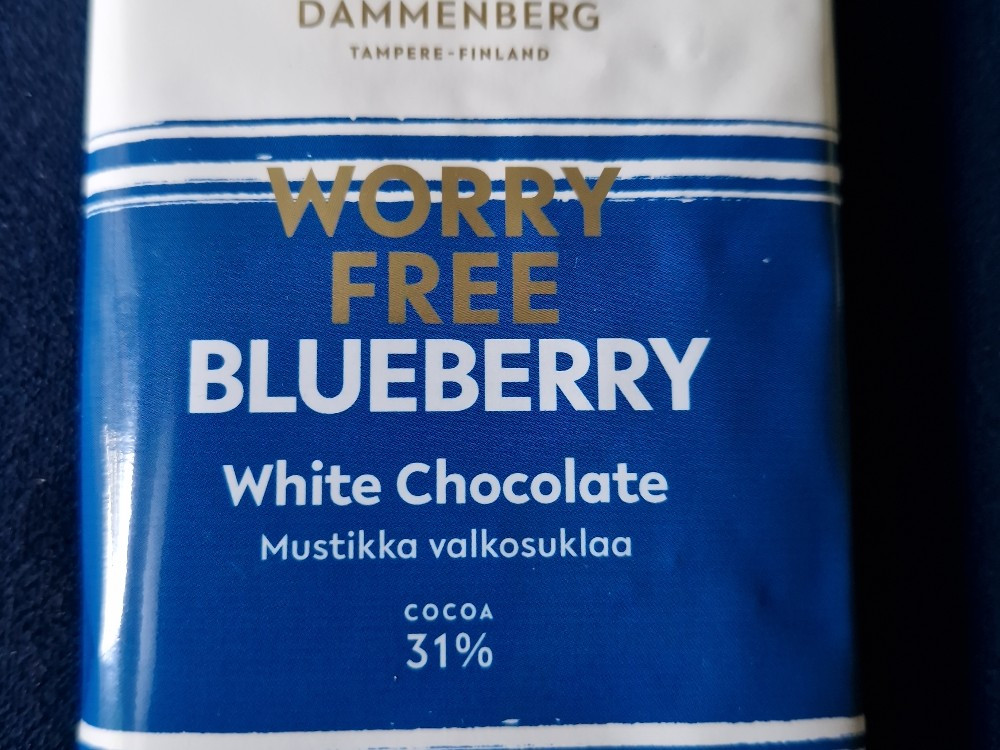 DAMMENBERG
TAMPERE-FINLAND
WORRY
FREE
BLUEBERRY
White Chocolate
Mustikka valkosuklaa
COCOA
31%